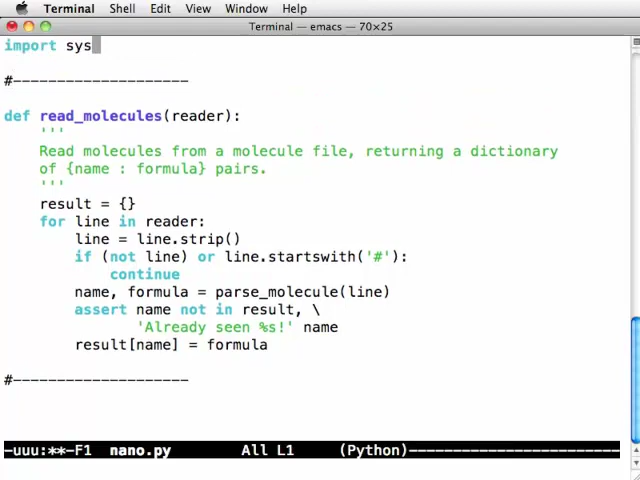 Terminal Shell Edit View Window Help
Terminal — emacs — 70×25
import sys
#--------------------
def read_molecules(reader):
'''
Read molecules from a molecule file, returning a dictionary
of {name : formula} pairs.
'''
result = {}
for line in reader:
line = line.strip()
if (not line) or line.startswith('#'):
continue
name, formula = parse_molecule(line)
assert name not in result, \
'Already seen %s!' name
result[name] = formula
#--------------------
-uuu:**-F1 nano.py All L1 (Python)------------------------